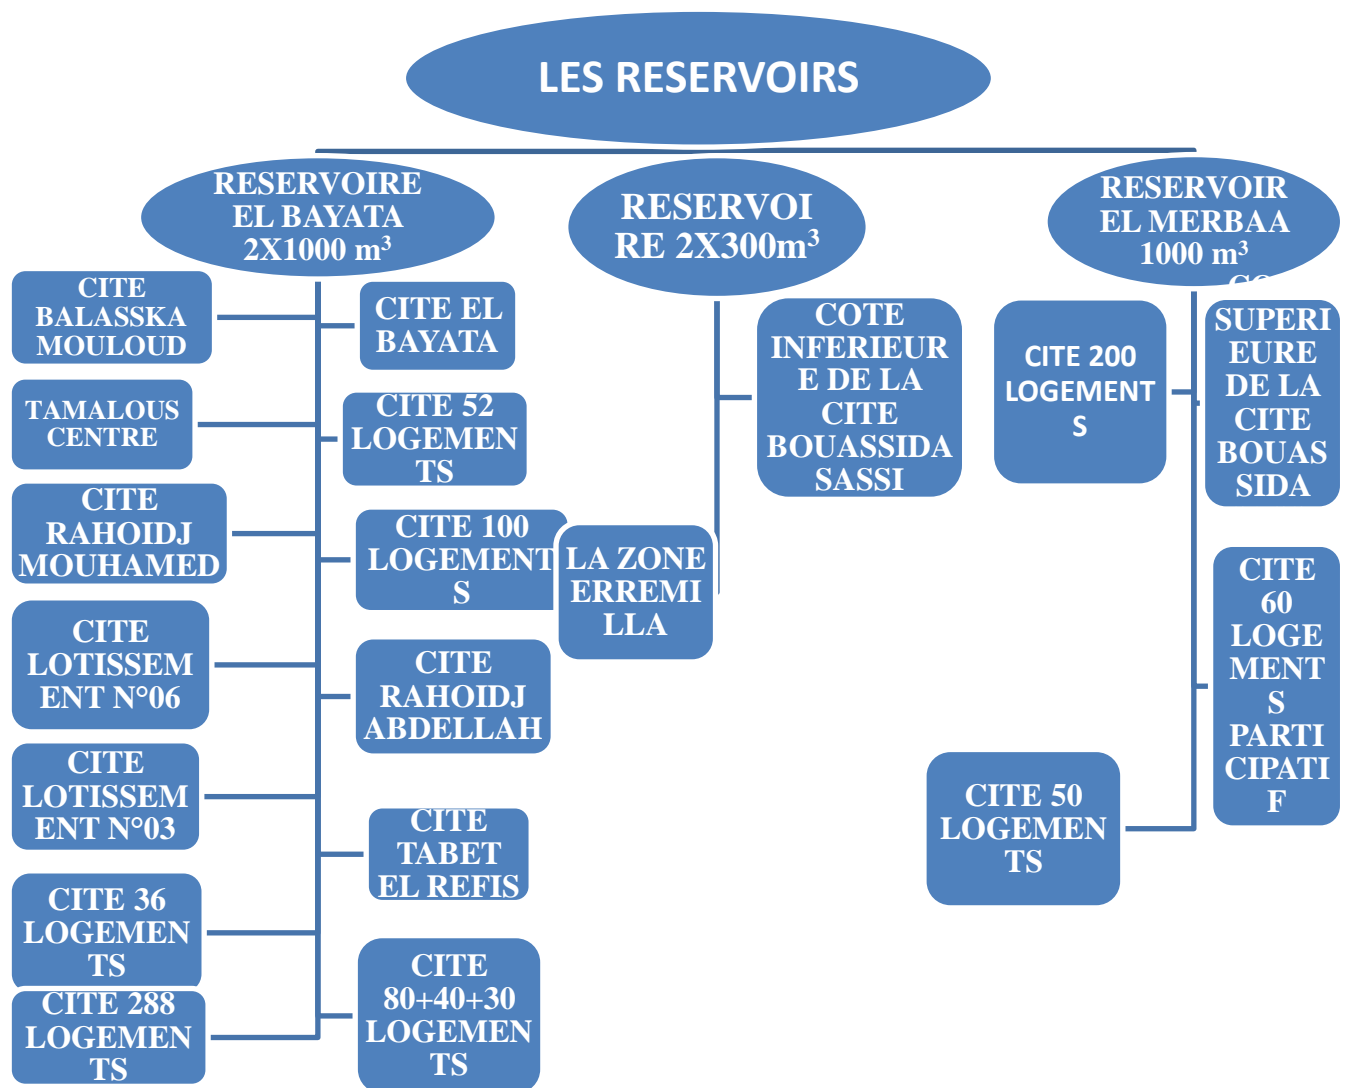 LES RESERVOIRS
RESERVOIRE
EL BAYATA
2X1000 m³
RESERVOI
RE 2X300m³
RESERVOIR
EL MERBAA
1000 m³
CITE
BALASSKA
MOULOUD
CITE EL
BAYATA
TAMALOUS
CENTRE
CITE 52
LOGEMEN
TS
CITE
RAHOIDJ
MOUHAMED
CITE 100
LOGEMENT
S
CITE
LOTISSEM
ENT N°06
CITE
RAHOIDJ
ABDELLAH
CITE
LOTISSEM
ENT N°03
CITE
TABET
EL REFIS
CITE 36
LOGEMEN
TS
CITE
80+40+30
LOGEMEN
TS
CITE 288
LOGEMEN
TS
COTE
INFERIEUR
E DE LA
CITE
BOUASSIDA
SASSI
LA ZONE
ERREMI
LLA
CITE 200
LOGEMENT
S
SUPERI
EURE
DE LA
CITE
BOUAS
SIDA
CITE
60
LOGE
MENT
S
PARTI
CIPATI
F
CITE 50
LOGEMEN
TS